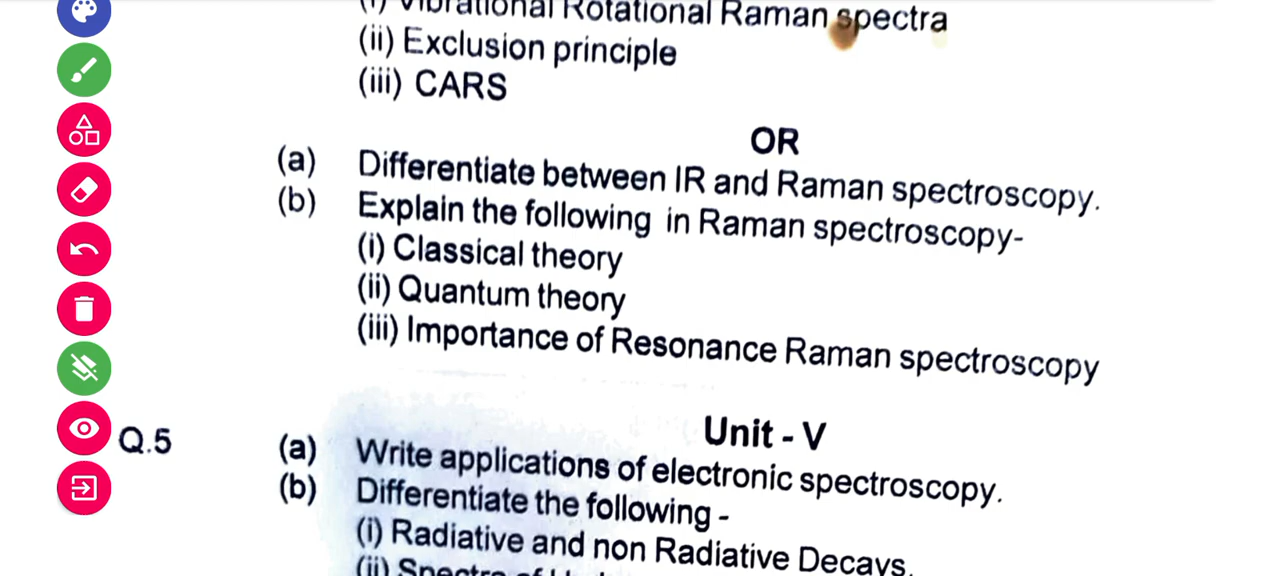 (i) Vibrational Rotational Raman spectra
(ii) Exclusion principle
(iii) CARS
OR
(a) Differentiate between IR and Raman spectroscopy.
(b) Explain the following in Raman spectroscopy-
(i) Classical theory
(ii) Quantum theory
(iii) Importance of Resonance Raman spectroscopy
Unit - V
Q.5 (a) Write applications of electronic spectroscopy.
(b) Differentiate the following -
(i) Radiative and non Radiative Decays.
(ii)